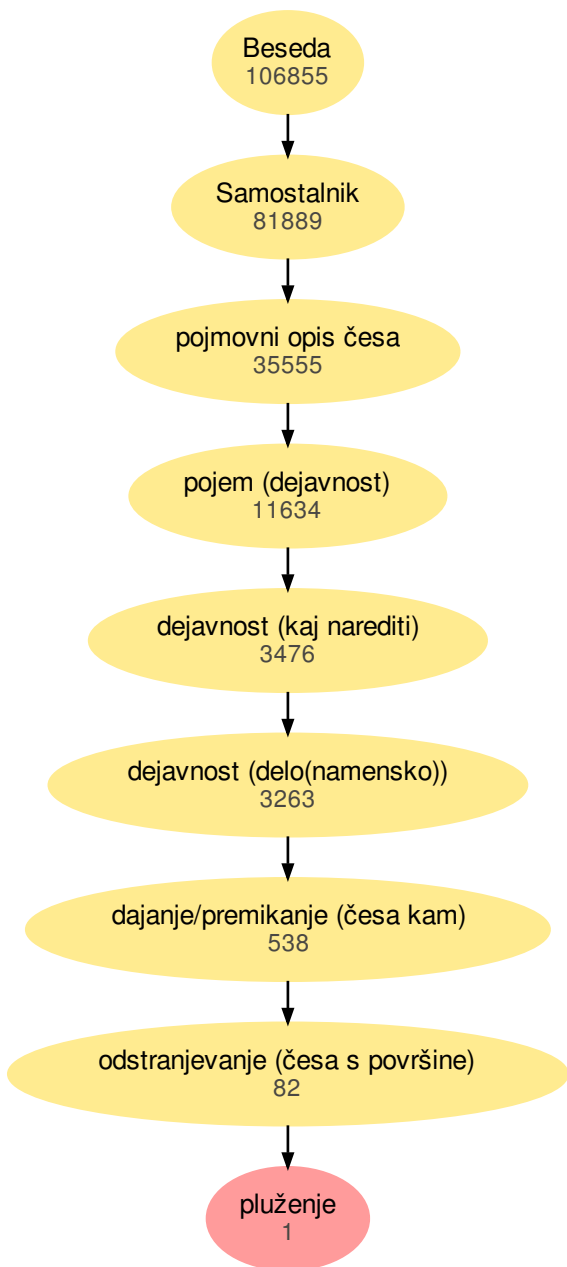 Beseda
106855
Samostalnik
81889
pojmovni opis česa
35555
pojem (dejavnost)
11634
dejavnost (kaj narediti)
3476
dejavnost (delo(namensko))
3263
dajanje/premikanje (česa kam)
538
odstranjevanje (česa s površine)
82
pluženje
1